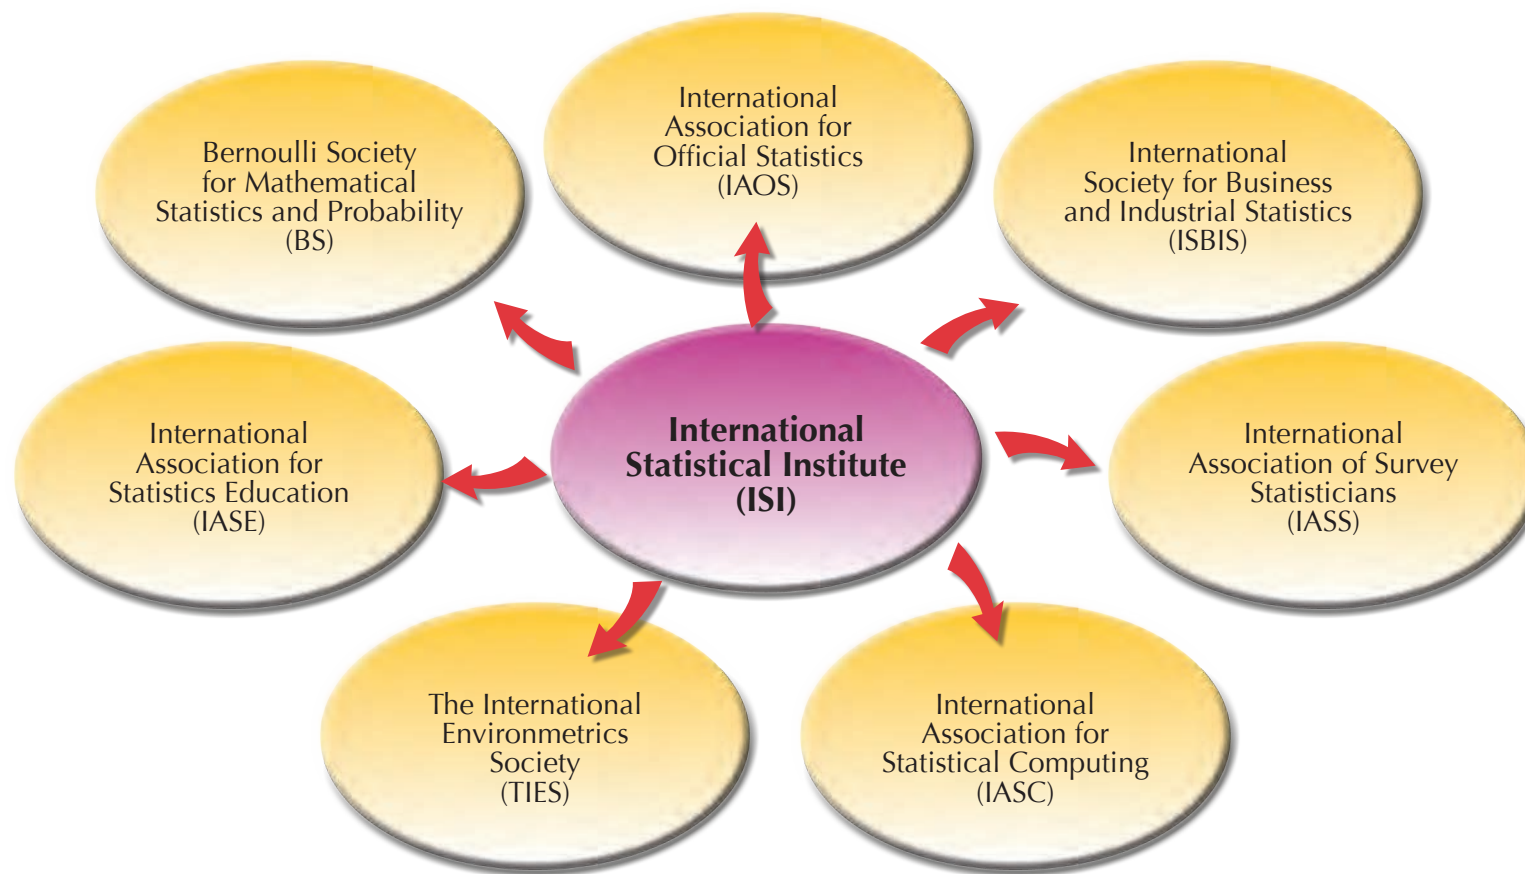 International
Association for
Official Statistics
(IAOS)
Bernoulli Society
for Mathematical
Statistics and Probability
(BS)
International
Society for Business
and Industrial Statistics
(ISBIS)
International
Association for
Statistics Education
(IASE)
International
Statistical Institute
(ISI)
International
Association of Survey
Statisticians
(IASS)
The International
Environmetrics
Society
(TIES)
International
Association for
Statistical Computing
(IASC)